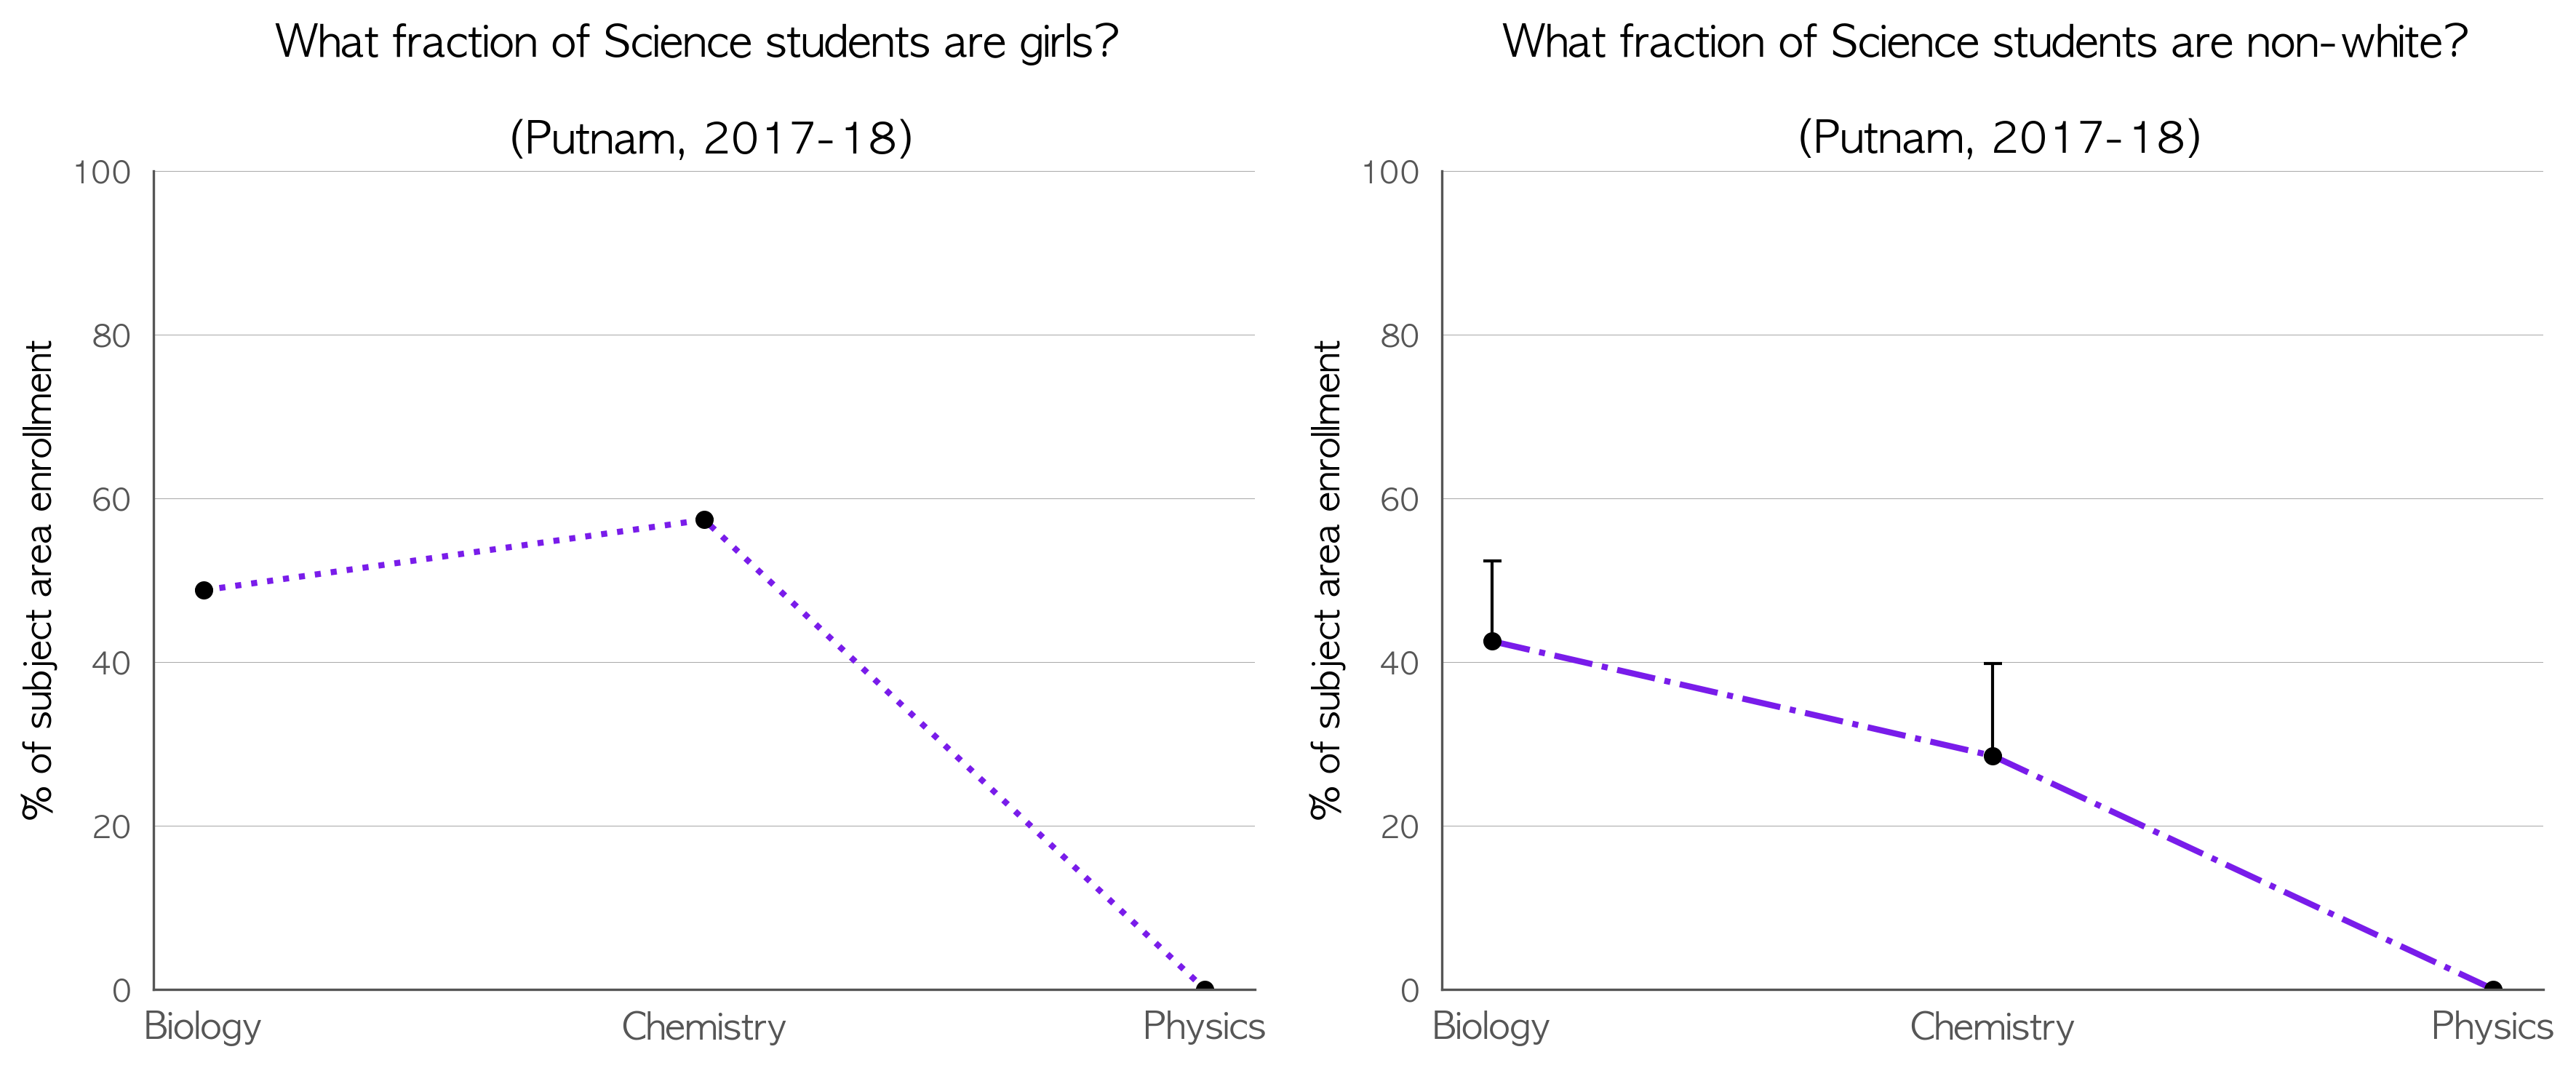 What fraction of Science students are girls?
(Putnam, 2017-18)
% of subject area enrollment
100
80
60
40
20
0
Biology
Chemistry
Physics
What fraction of Science students are non-white?
(Putnam, 2017-18)
% of subject area enrollment
100
80
60
40
20
0
Biology
Chemistry
Physics